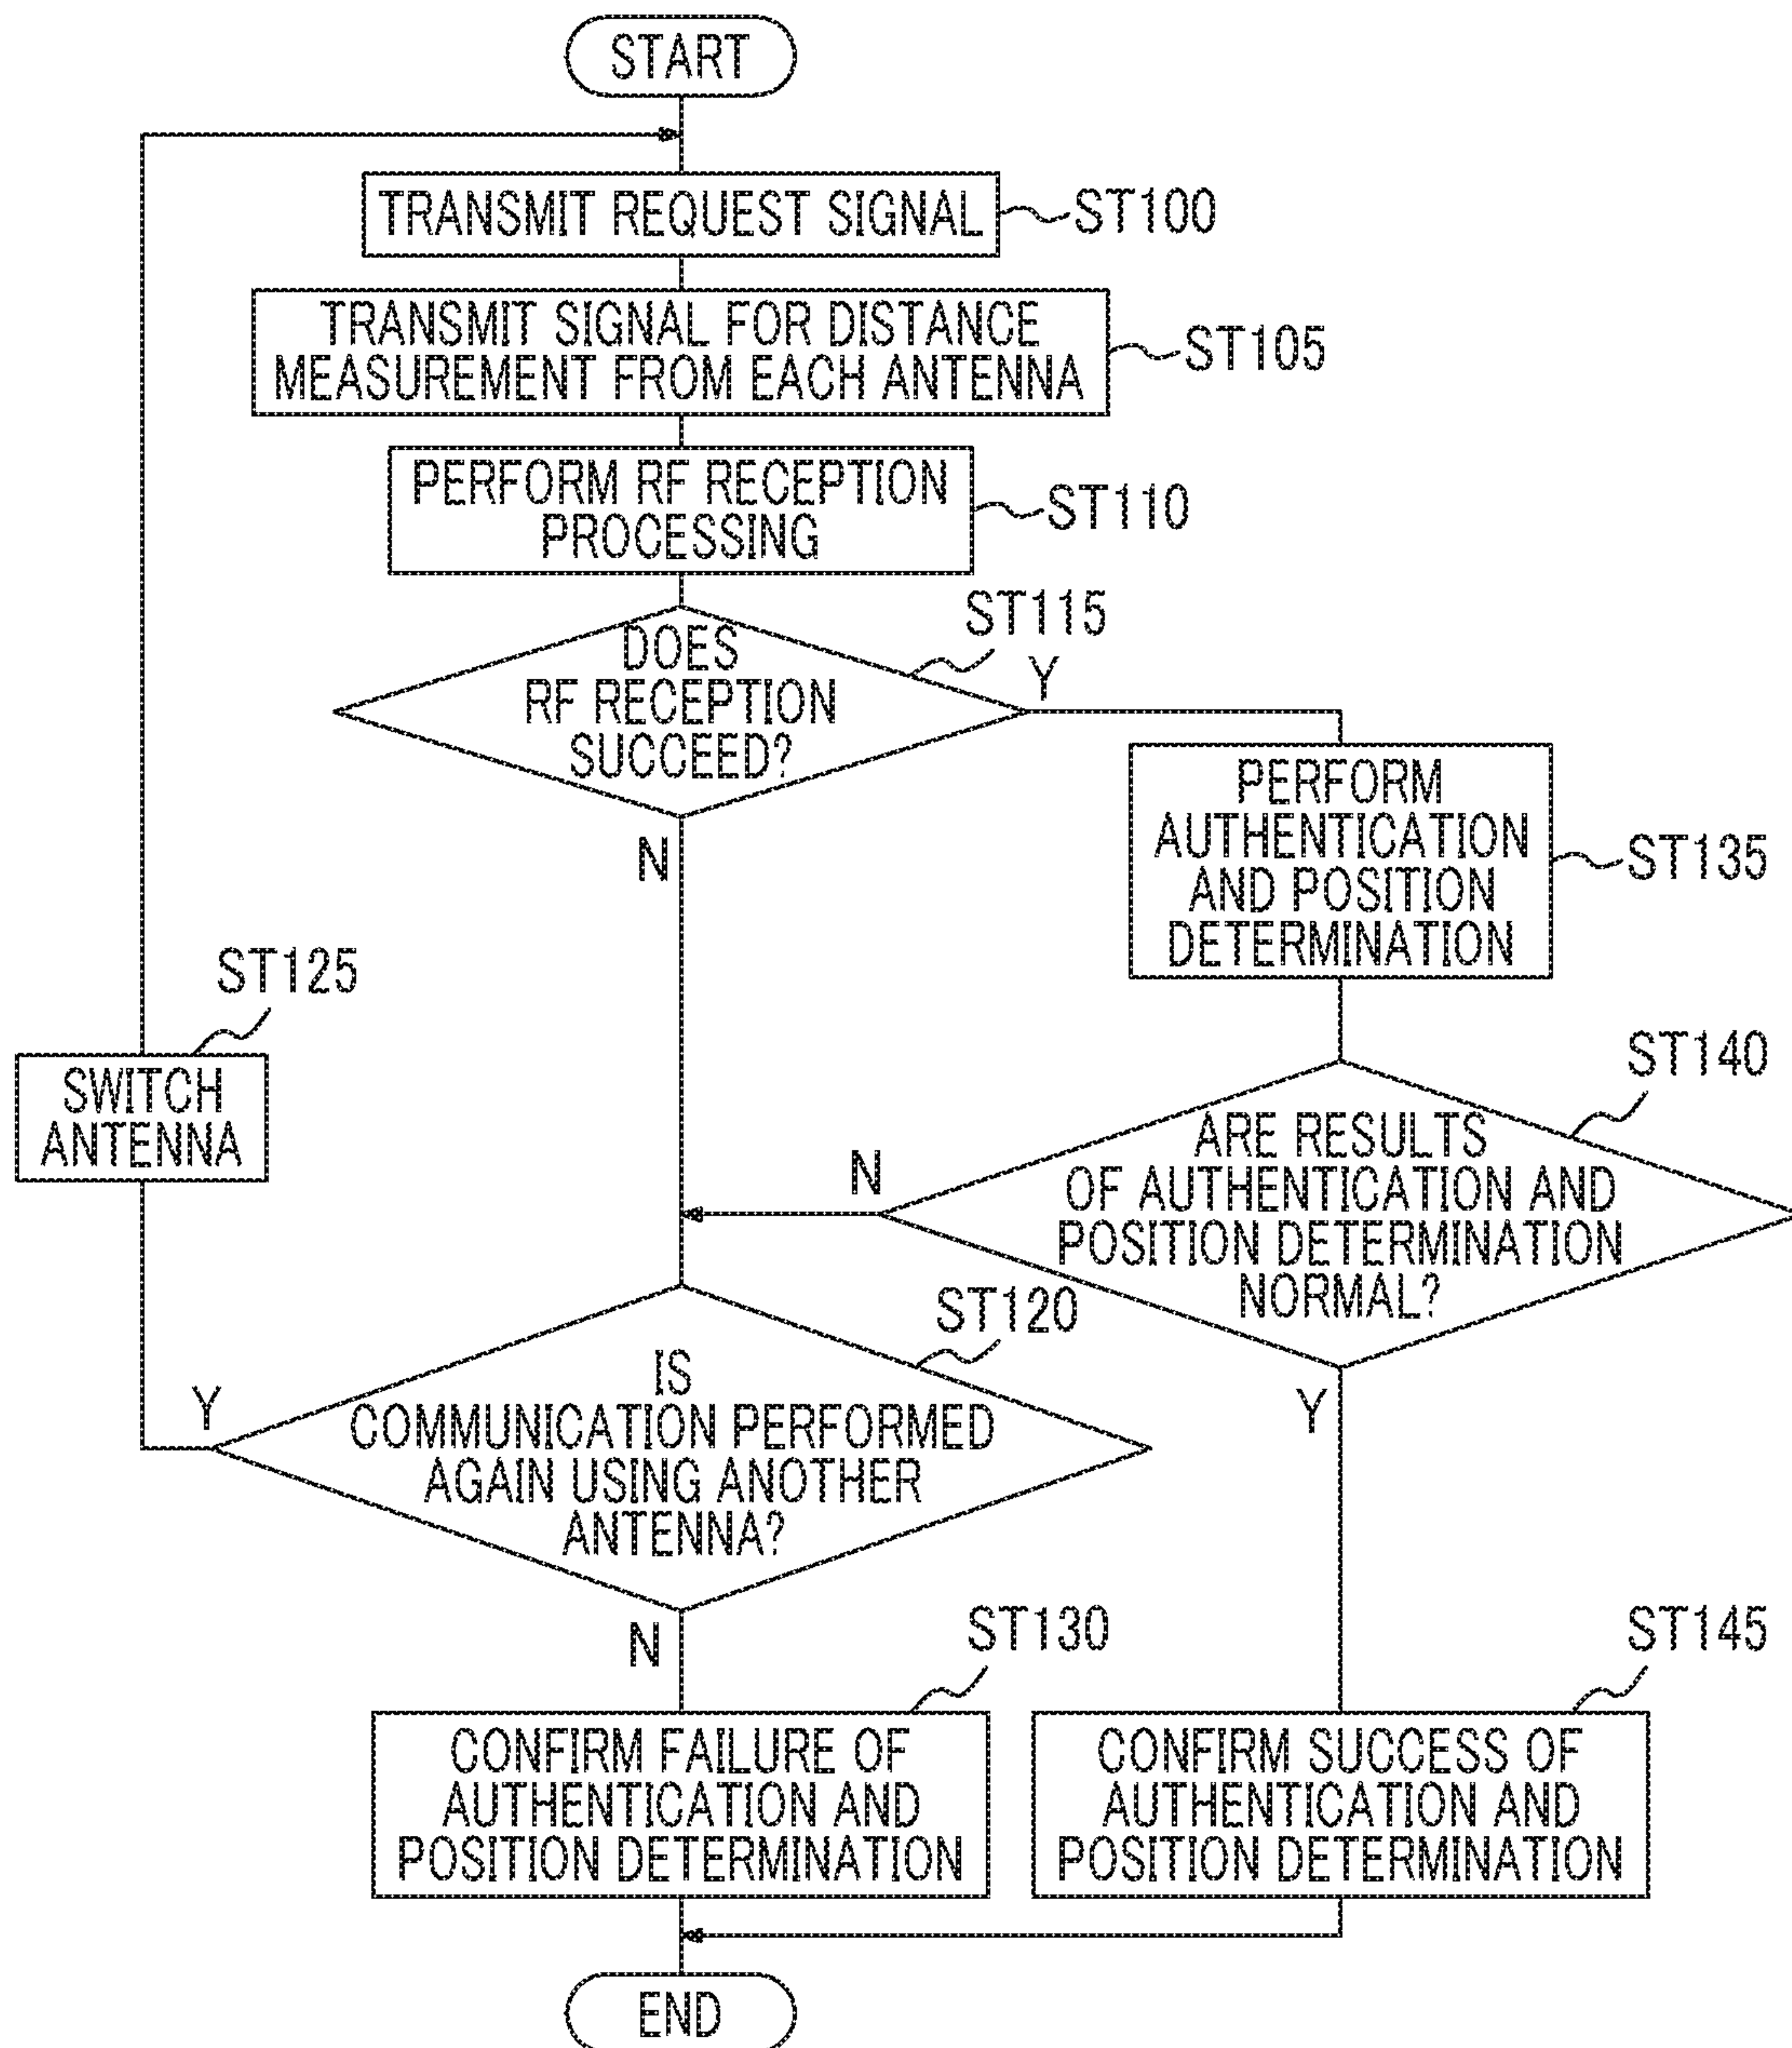 START
TRANSMIT REQUEST SIGNAL
ST100
TRANSMIT SIGNAL FOR DISTANCE
MEASUREMENT FROM EACH ANTENNA
ST105
PERFORM RF RECEPTION
PROCESSING
ST110
DOES
RF RECEPTION
SUCCEED?
ST115
Y
N
PERFORM
AUTHENTICATION
AND POSITION
DETERMINATION
ST135
ST125
SWITCH
ANTENNA
ST140
ARE RESULTS
OF AUTHENTICATION AND
POSITION DETERMINATION
NORMAL?
N
Y
ST120
IS
COMMUNICATION PERFORMED
AGAIN USING ANOTHER
ANTENNA?
Y
N
ST130
CONFIRM FAILURE OF
AUTHENTICATION AND
POSITION DETERMINATION
ST145
CONFIRM SUCCESS OF
AUTHENTICATION AND
POSITION DETERMINATION
END